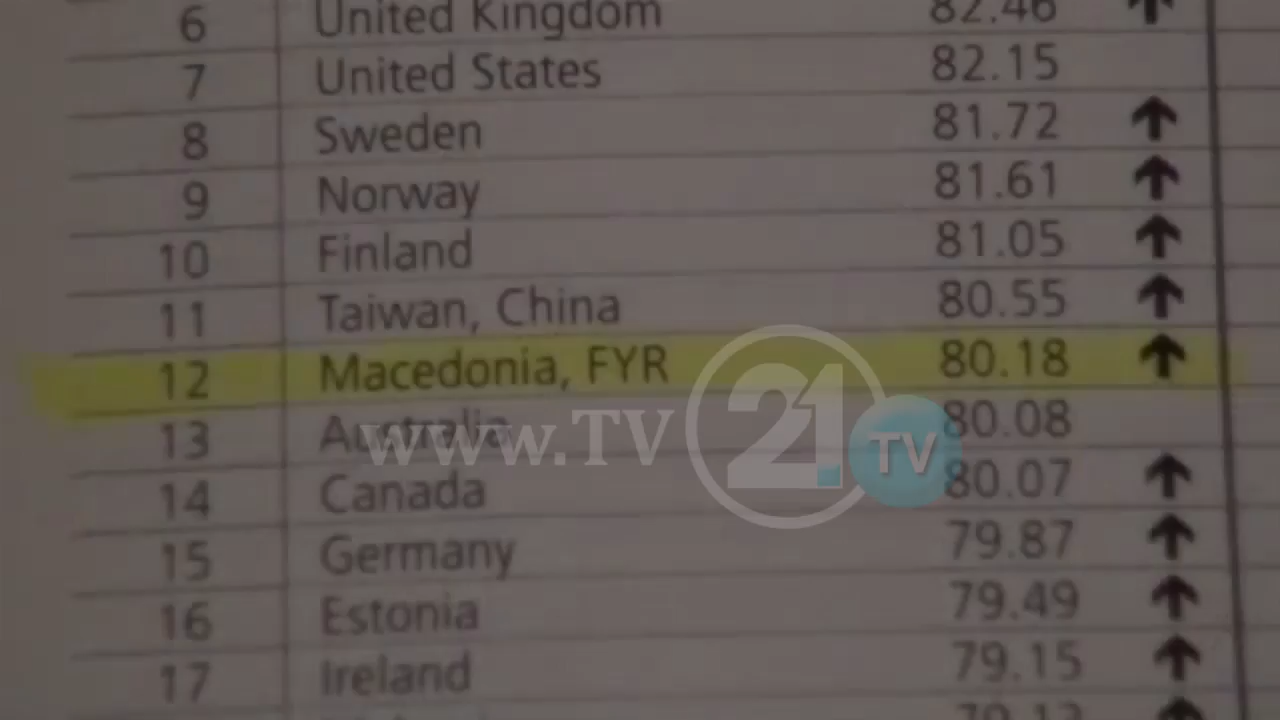 6 United Kingdom 82.46 ↑
7 United States 82.15
8 Sweden 81.72 ↑
9 Norway 81.61 ↑
10 Finland 81.05 ↑
11 Taiwan, China 80.55 ↑
12 Macedonia, FYR 80.18 ↑
13 Australia 80.08
www.TV 21.TV
14 Canada 80.07 ↑
15 Germany 79.87 ↑
16 Estonia 79.49 ↑
17 Ireland 79.15 ↑